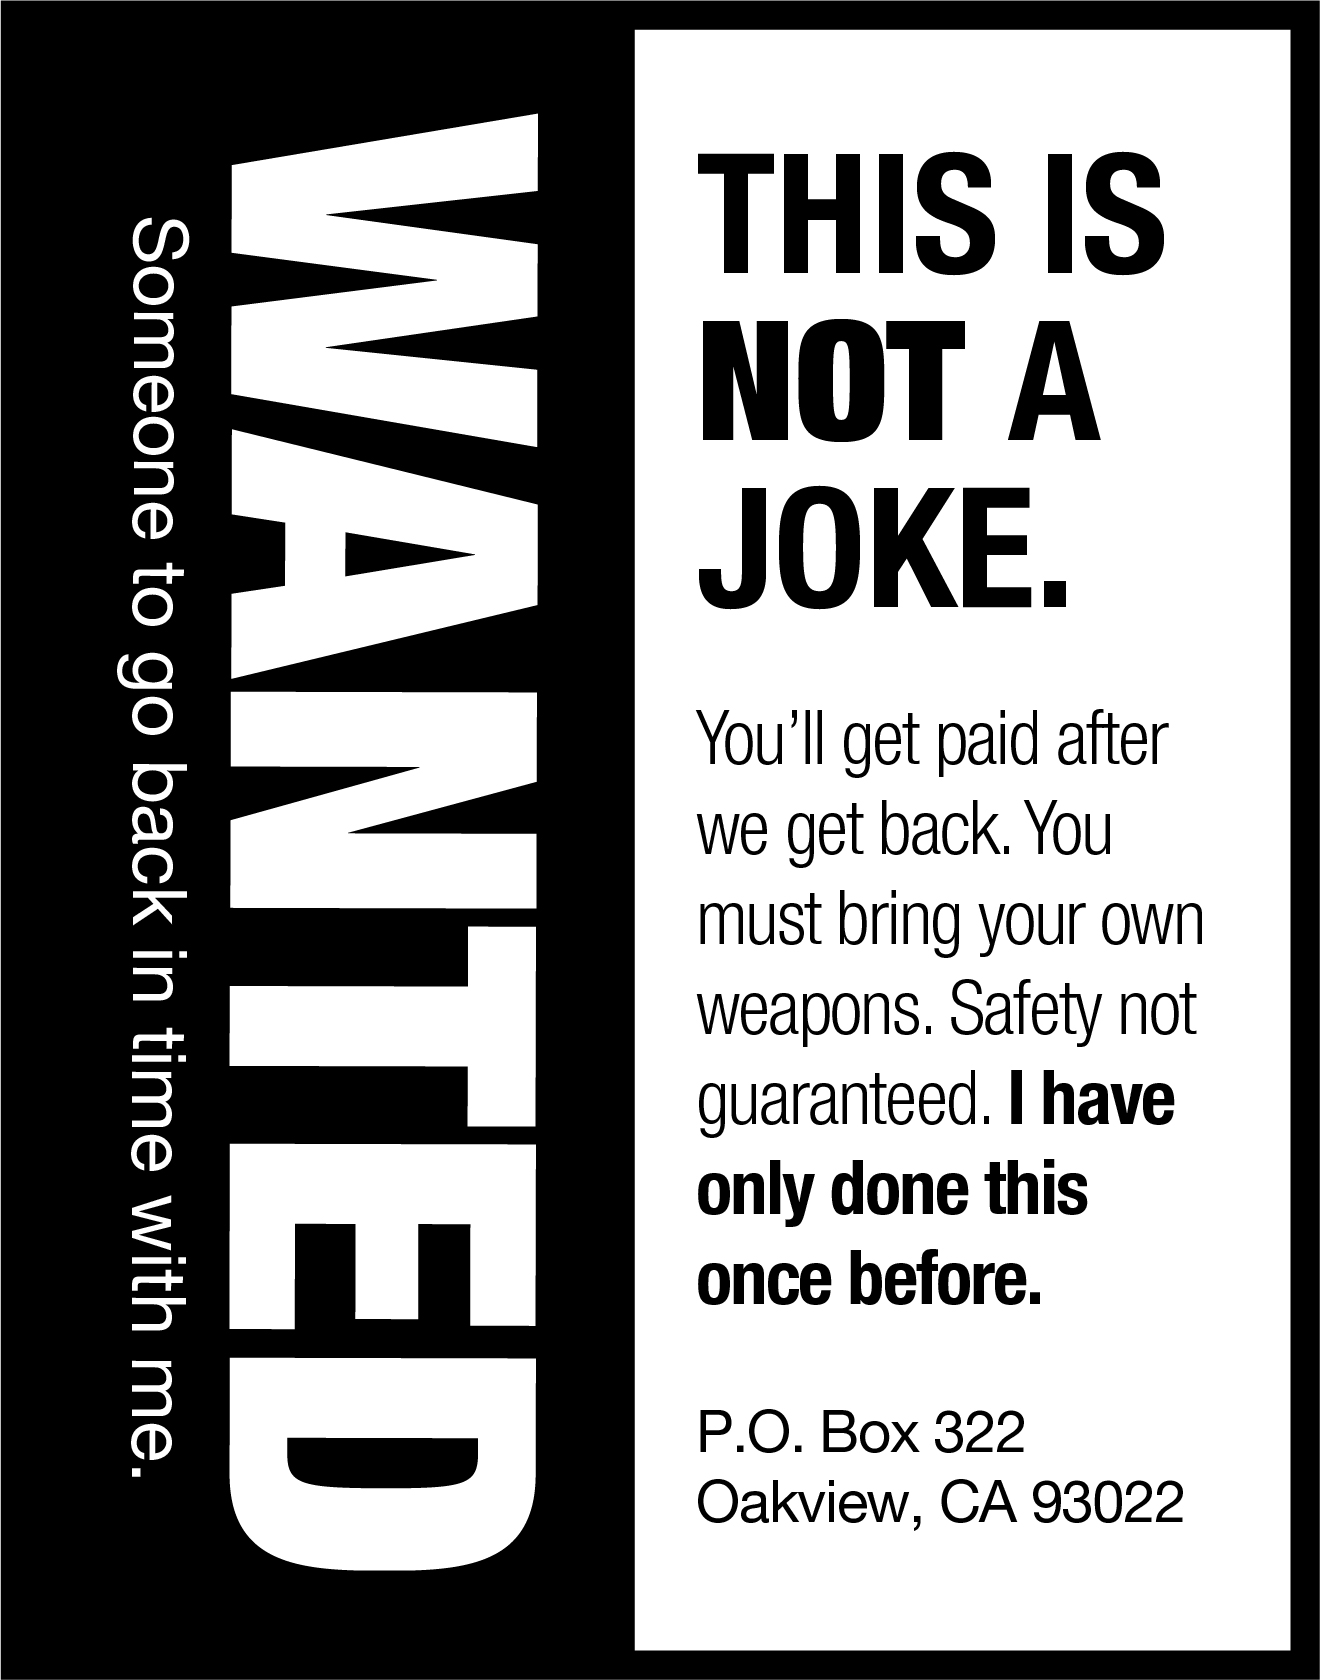 WANTED
Someone to go back in time with me.
THIS IS
NOT A
JOKE.
You’ll get paid after
we get back. You
must bring your own
weapons. Safety not
guaranteed. I have
only done this
once before.
P.O. Box 322
Oakview, CA 93022